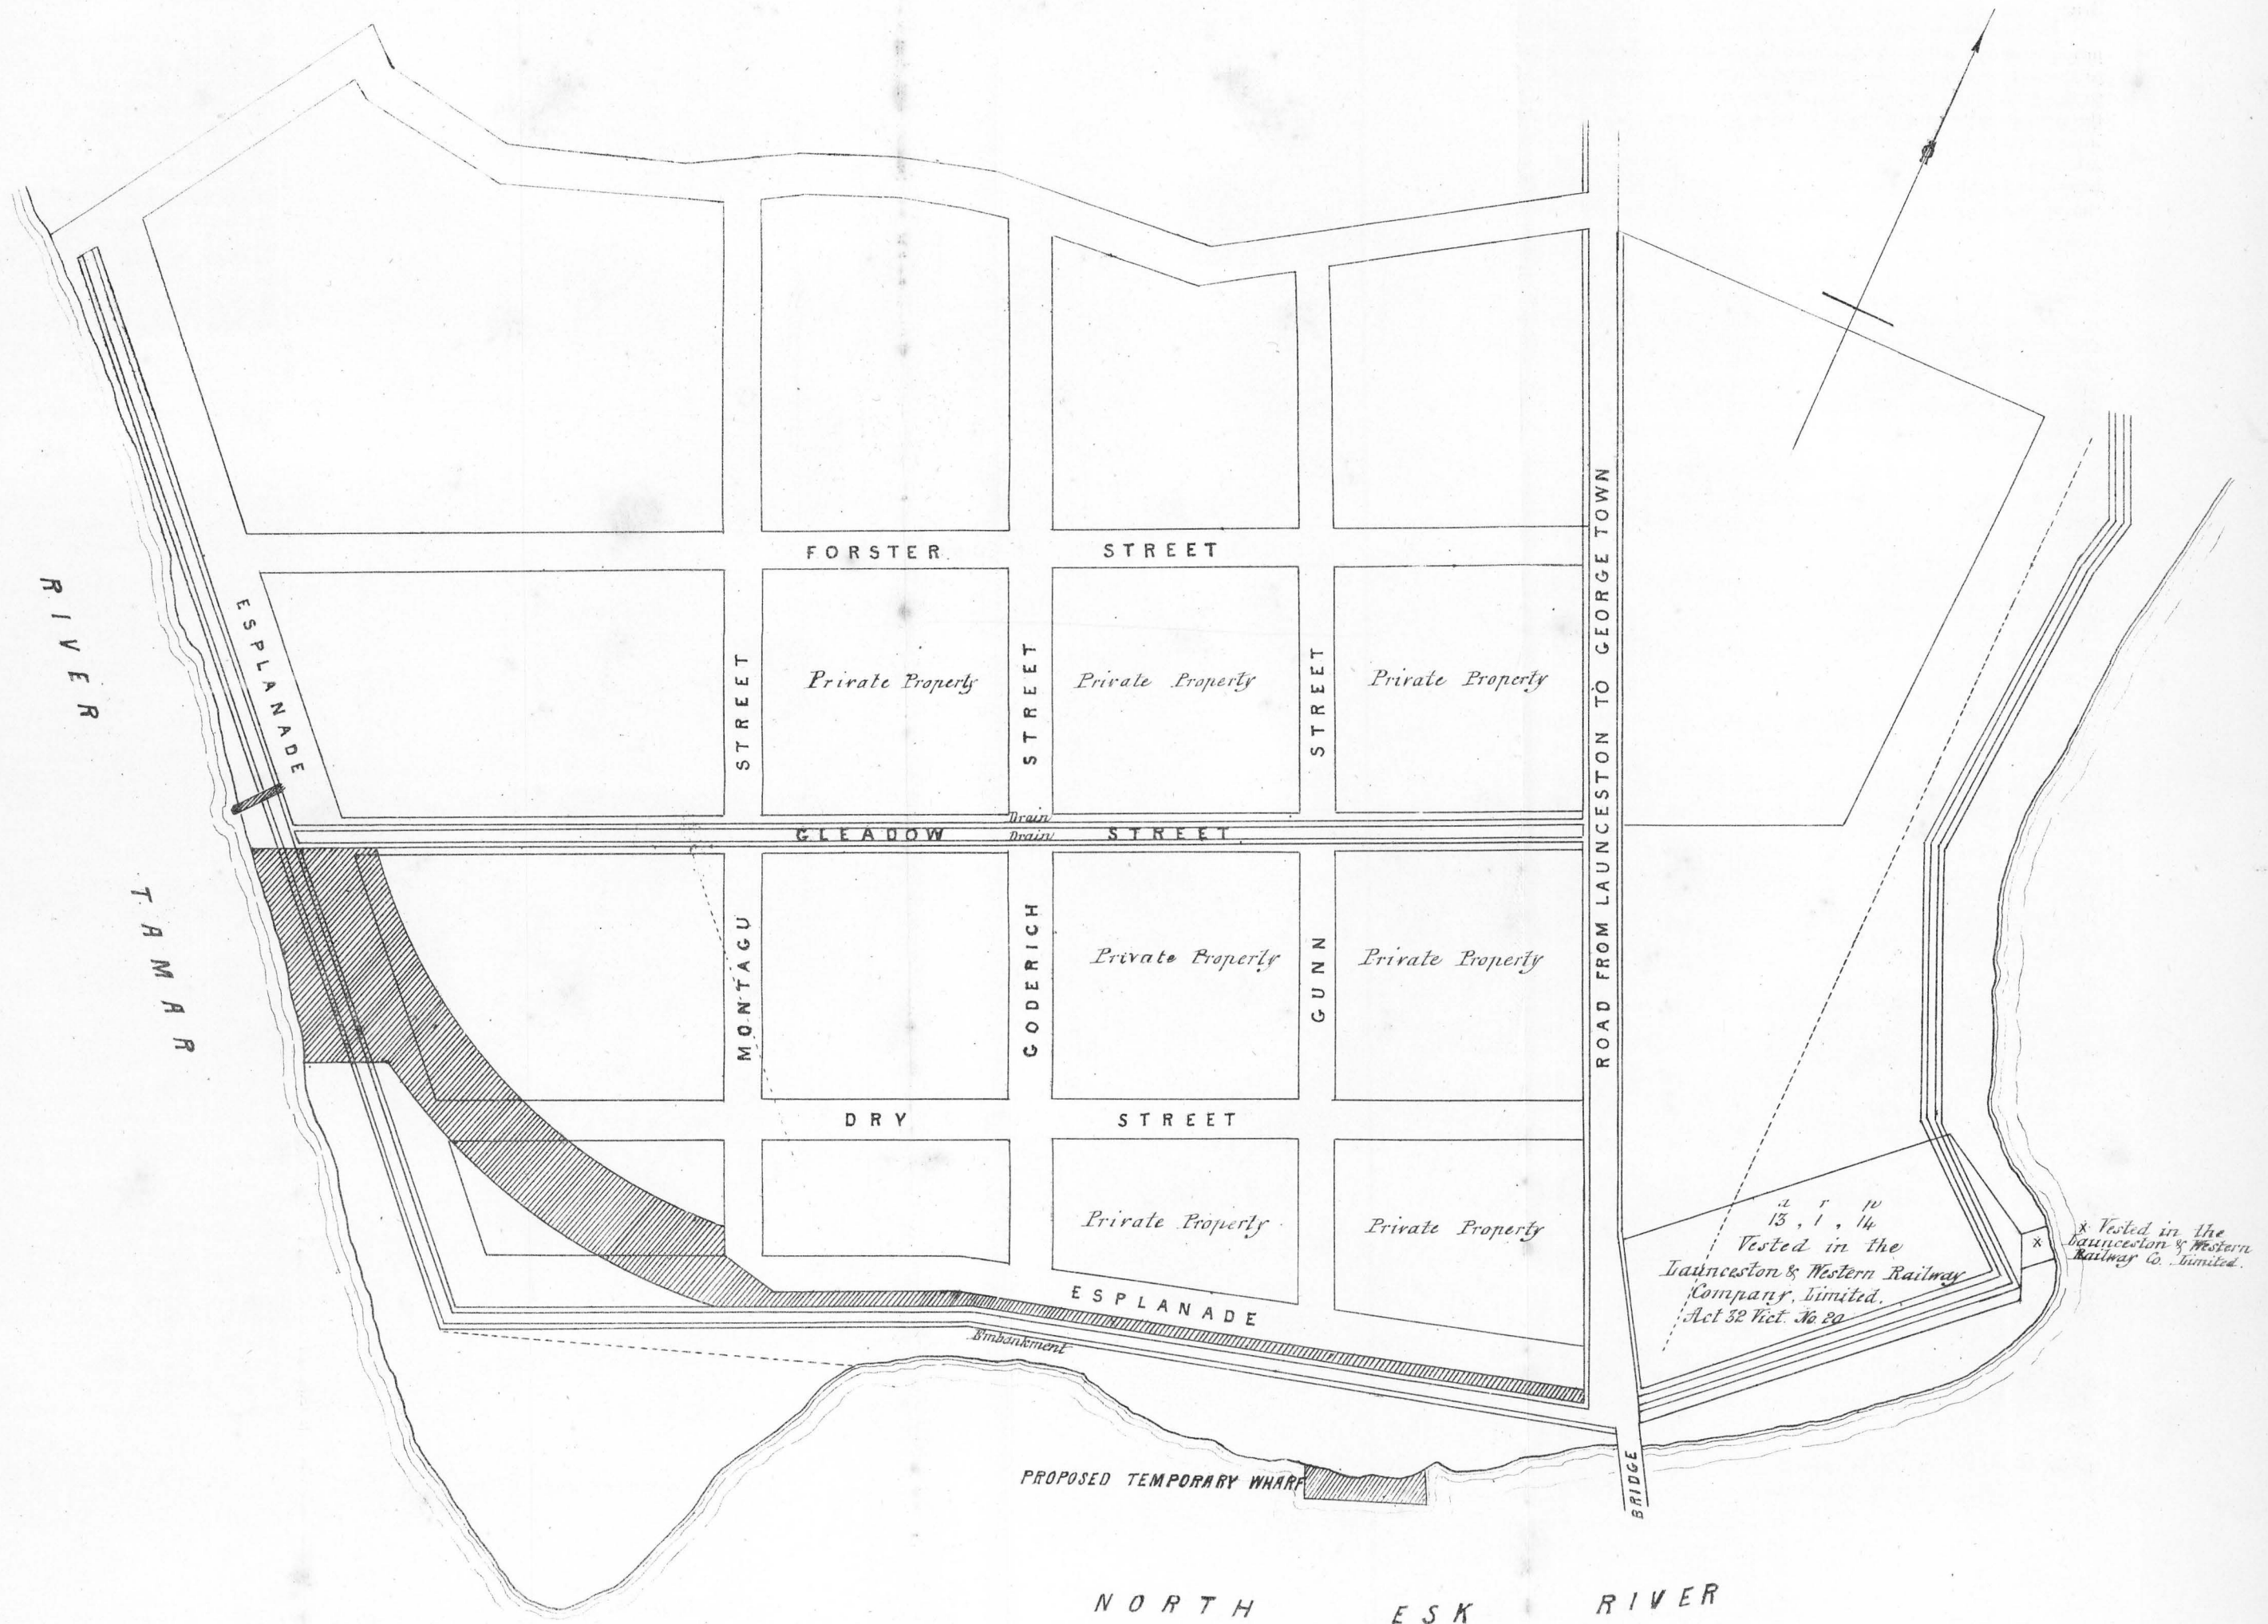 FORSTER STREET
ROAD FROM LAUNCESTON TO GEORGE TOWN
RIVER TAMAR
ESPLANADE
Private Property
Private Property
Private Property
Drain
GLEADOW STREET
Drain
MONTAGU STREET
GODERICH STREET
GUNN STREET
Private Property
Private Property
DRY STREET
Private Property
Private Property
a r p
13, 1, 14
Vested in the
Launceston & Western Railway
Company, Limited.
Act 32 Vict. No. 20
x
x Vested in the
Launceston & Western
Railway Co. Limited.
ESPLANADE
Embankment
PROPOSED TEMPORARY WHARF
BRIDGE
NORTH ESK RIVER